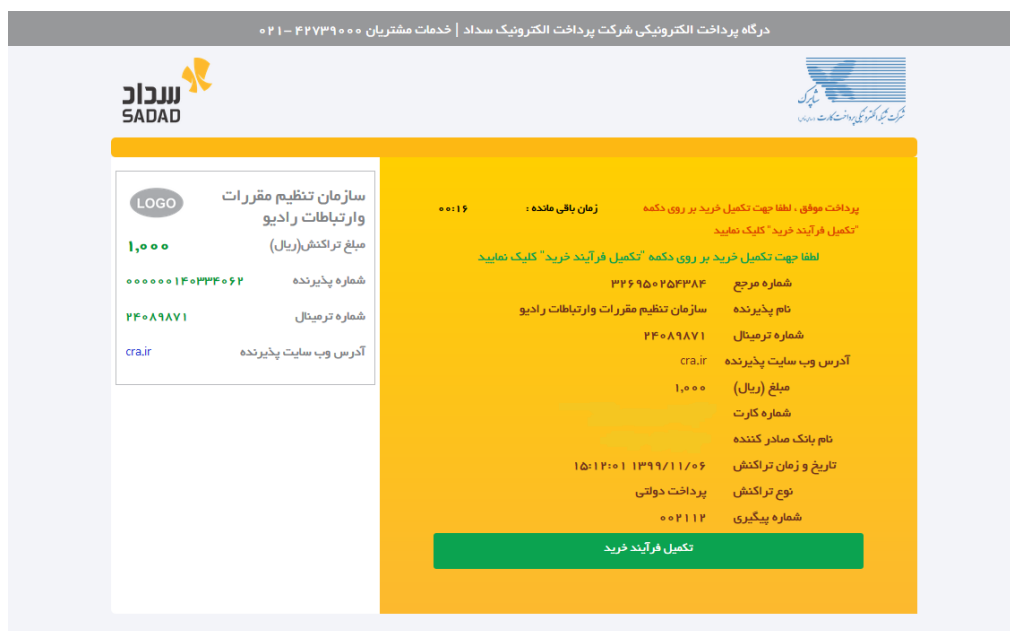 درگاه پرداخت الکترونیکی شرکت پرداخت الکترونیک سداد | خدمات مشتریان ۴۲۷۳۹۰۰۰-۰۲۱
سداد
SADAD
شاپرک
شرکت شبکه الکترونیکی پرداخت کارت
پرداخت موفق ، لطفا جهت تکمیل خرید بر روی دکمه "تکمیل فرآیند خرید" کلیک نمایید
زمان باقی مانده : ۰۰:۱۶
لطفا جهت تکمیل خرید بر روی دکمه "تکمیل فرآیند خرید" کلیک نمایید
شماره مرجع ۳۲۶۹۵۰۲۵۴۳۸۴
نام پذیرنده سازمان تنظیم مقررات وارتباطات رادیو
شماره ترمینال ۲۴۰۸۹۸۷۱
آدرس وب سایت پذیرنده cra.ir
مبلغ (ریال) ۱,۰۰۰
شماره کارت
نام بانک صادر کننده
تاریخ و زمان تراکنش ۱۳۹۹/۱۱/۰۶ ۱۵:۱۲:۰۱
نوع تراکنش پرداخت دولتی
شماره پیگیری ۰۰۲۱۱۲
تکمیل فرآیند خرید
LOGO
سازمان تنظیم مقررات
وارتباطات رادیو
مبلغ تراکنش(ریال) ۱,۰۰۰
شماره پذیرنده ۰۰۰۰۰۰۱۴۰۳۳۴۰۶۲
شماره ترمینال ۲۴۰۸۹۸۷۱
آدرس وب سایت پذیرنده cra.ir